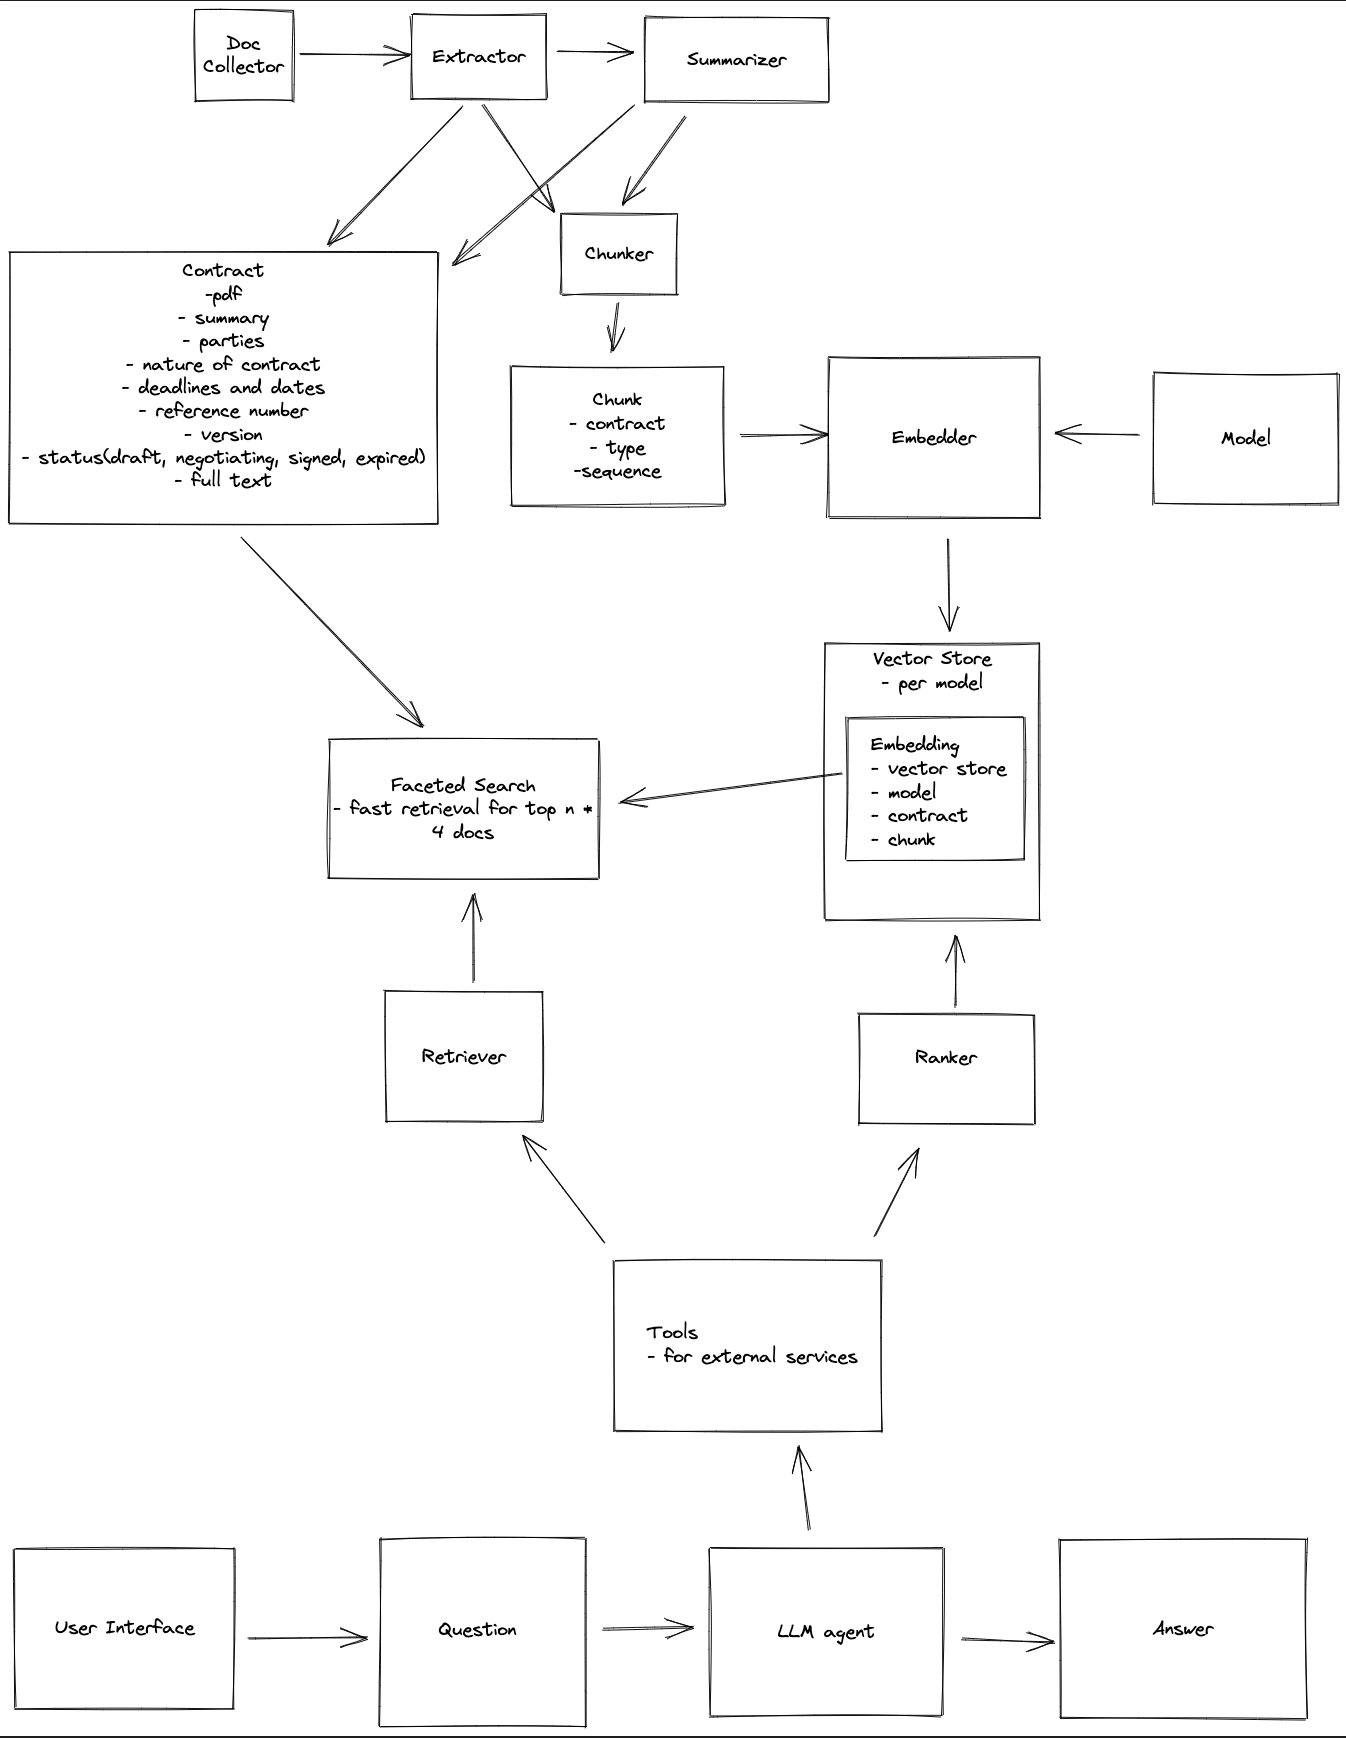 Doc
Collector
Extractor
Summarizer
Chunker
Contract
-pdf
- summary
- parties
- nature of contract
- deadlines and dates
- reference number
- version
- status(draft, negotiating, signed, expired)
- full text
Chunk
- contract
- type
-sequence
Embedder
Model
Vector Store
- per model
Embedding
- vector store
- model
- contract
- chunk
Faceted Search
- fast retrieval for top n *
4 docs
Retriever
Ranker
Tools
- for external services
User Interface
Question
LLM agent
Answer